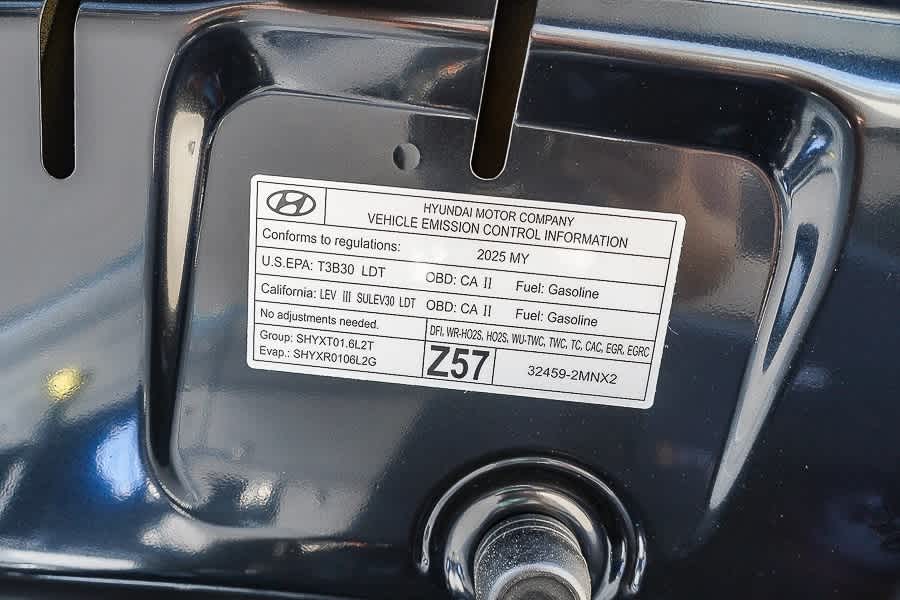 HYUNDAI MOTOR COMPANY
VEHICLE EMISSION CONTROL INFORMATION
Conforms to regulations: 2025 MY
U.S.EPA: T3B30 LDT OBD: CA II Fuel: Gasoline
California: LEV III SULEV30 LDT OBD: CA II Fuel: Gasoline
No adjustments needed. DFI, WR-HO2S, HO2S, WU-TWC, TWC, TC, CAC, EGR, EGRC
Group: SHYXT01.6L2T
Evap.: SHYXR0106L2G
Z57
32459-2MNX2